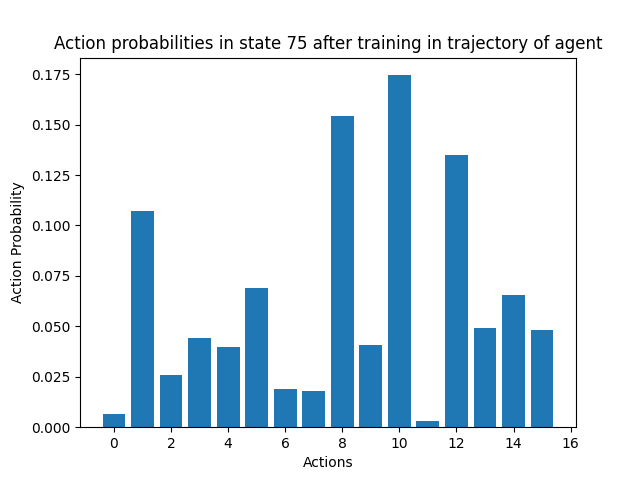 Action probabilities in state 75 after training in trajectory of agent
0.175
0.150
0.125
0.100
0.075
0.050
0.025
0.000
Action Probability
0 2 4 6 8 10 12 14 16
Actions